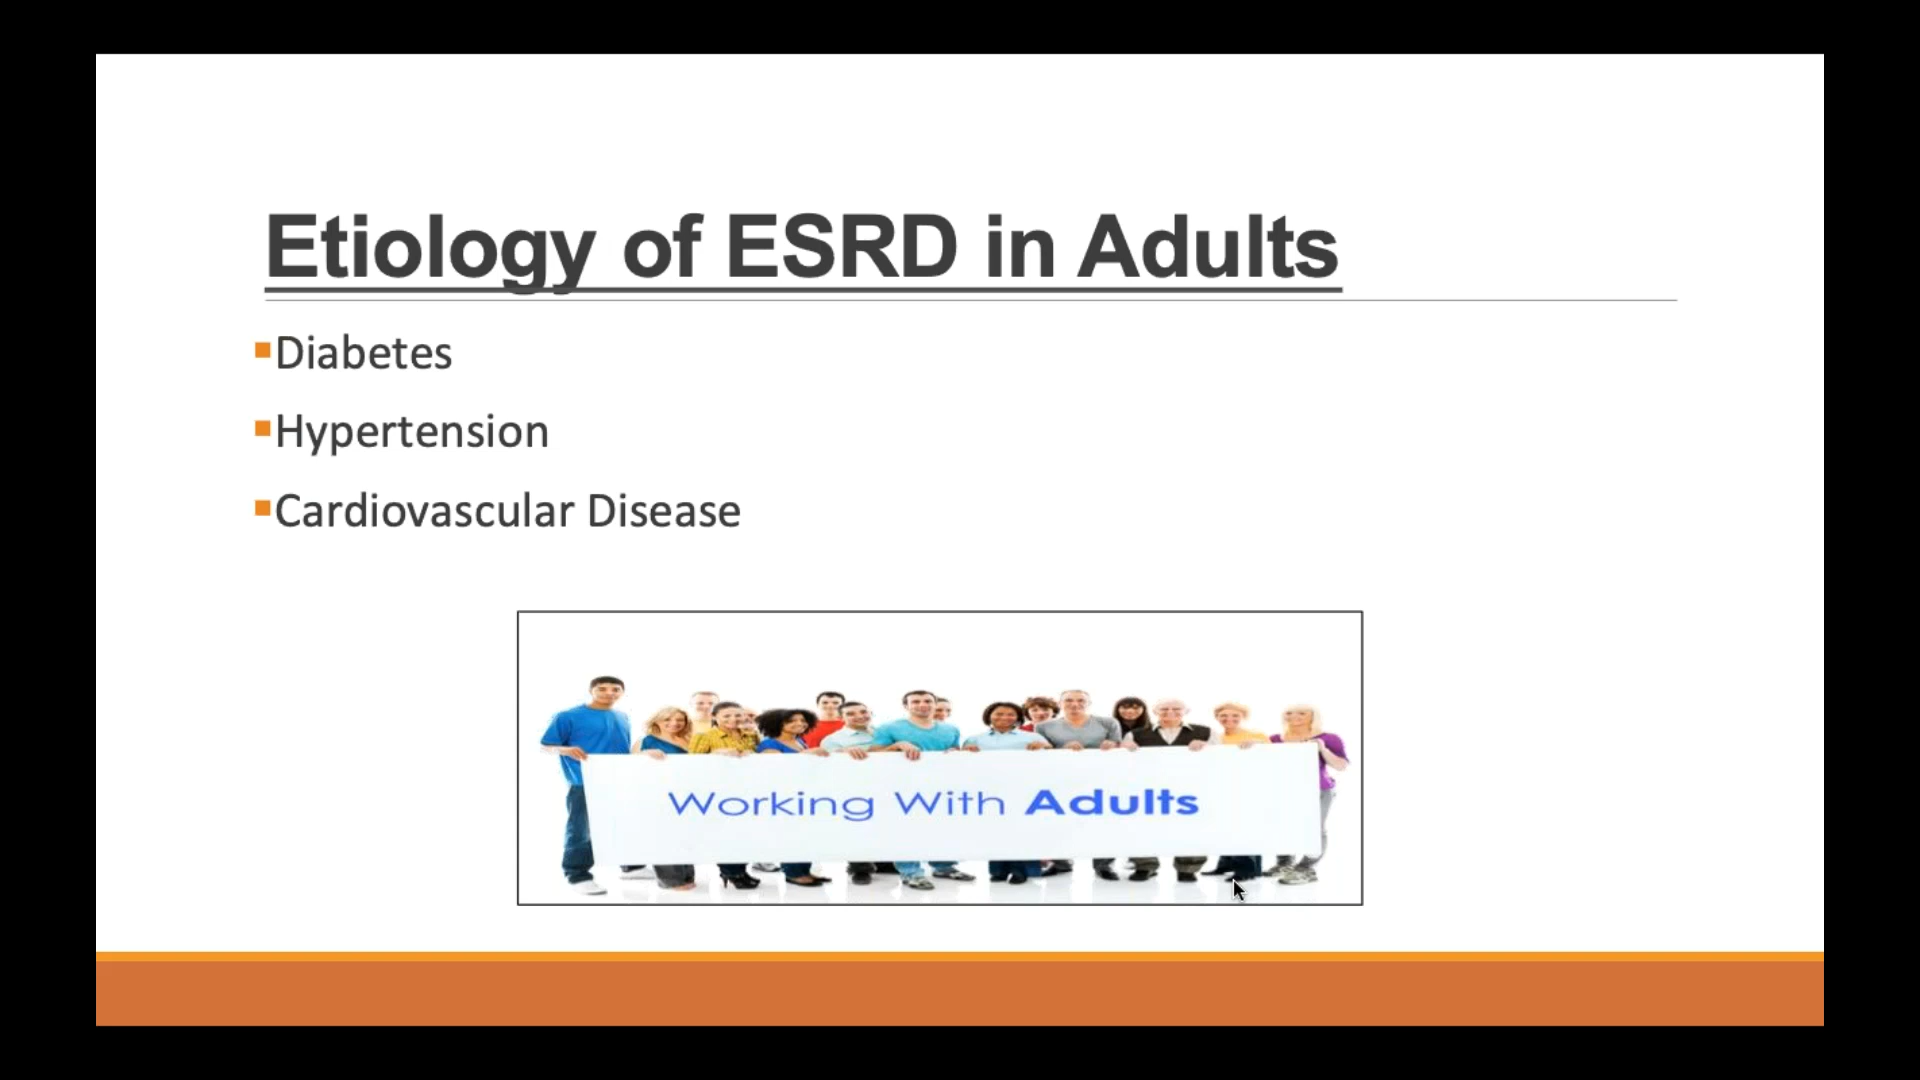 Etiology of ESRD in Adults
Diabetes
Hypertension
Cardiovascular Disease
Working With Adults